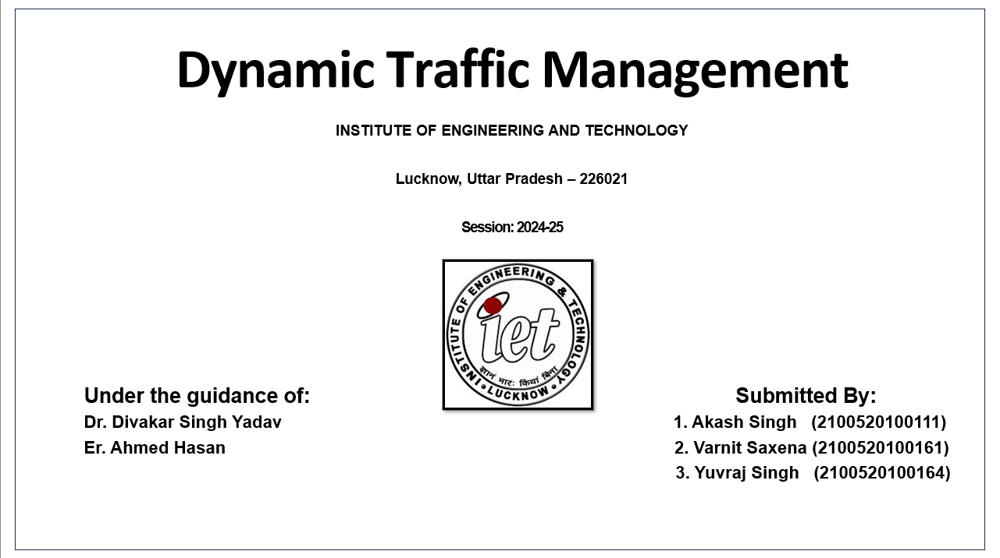 Dynamic Traffic Management
INSTITUTE OF ENGINEERING AND TECHNOLOGY
Lucknow, Uttar Pradesh – 226021
Session: 2024-25
INSTITUTE OF ENGINEERING & TECHNOLOGY
iet
ज्ञानं भारः क्रियां बिना
• LUCKNOW •
Under the guidance of:
Dr. Divakar Singh Yadav
Er. Ahmed Hasan
Submitted By:
1. Akash Singh (2100520100111)
2. Varnit Saxena (2100520100161)
3. Yuvraj Singh (2100520100164)